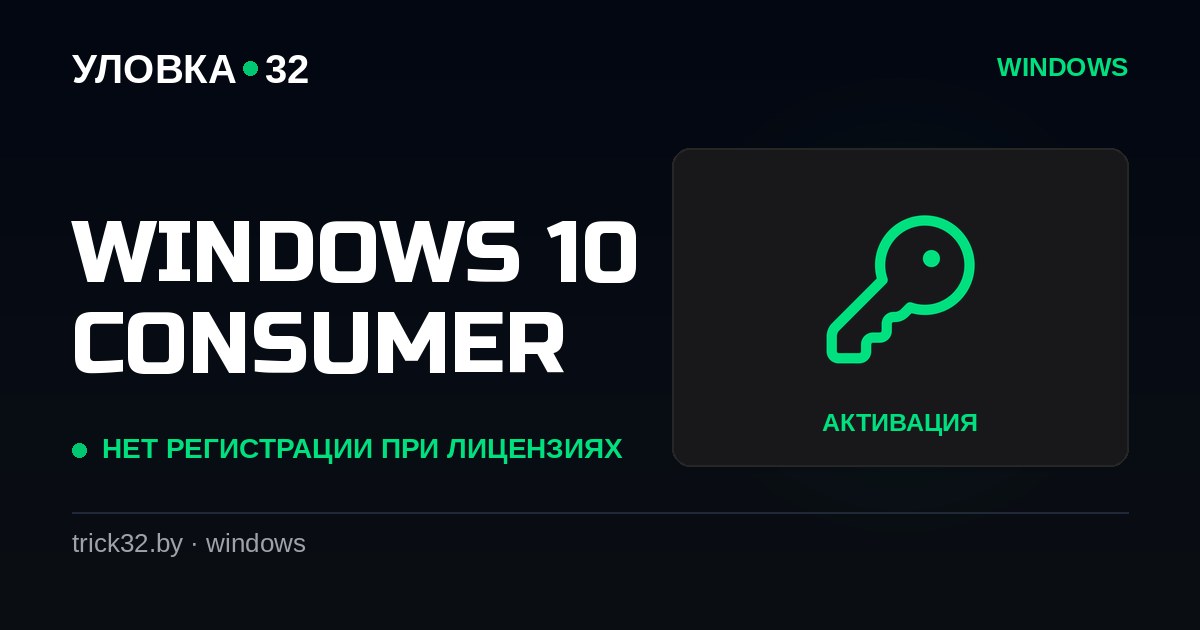 УЛОВКА•32
WINDOWS
WINDOWS 10
CONSUMER
НЕТ РЕГИСТРАЦИИ ПРИ ЛИЦЕНЗИЯХ
АКТИВАЦИЯ
trick32.by · windows